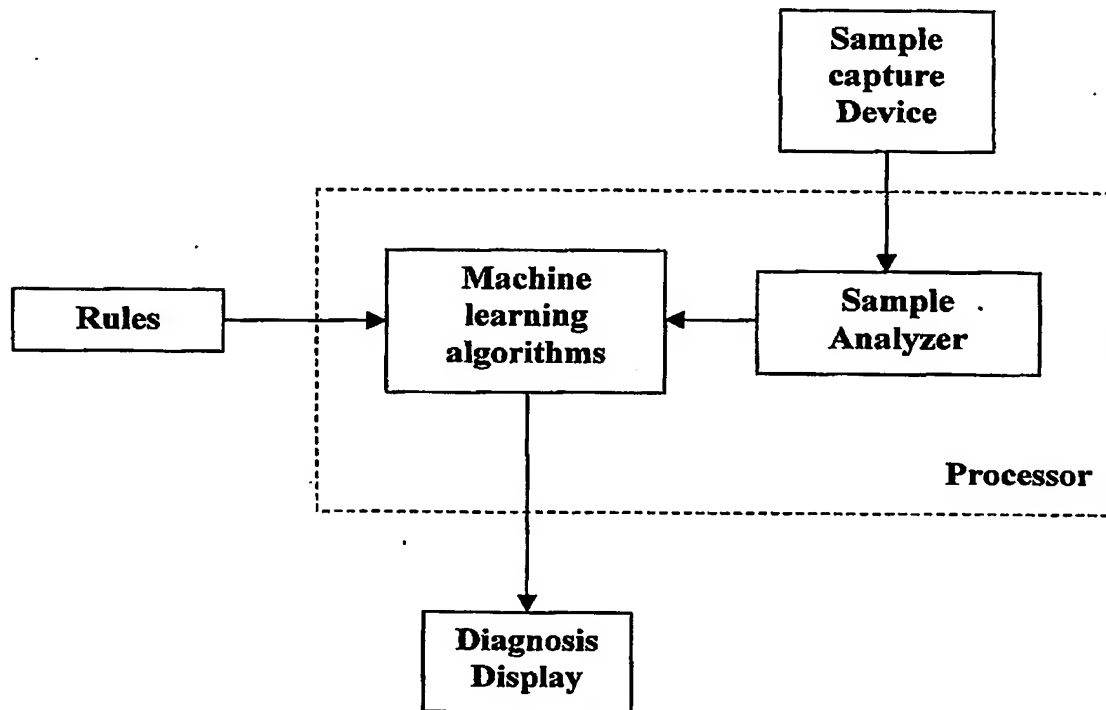 Sample
capture
Device
Machine
learning
algorithms
Rules
Sample
Analyzer
Processor
Diagnosis
Display